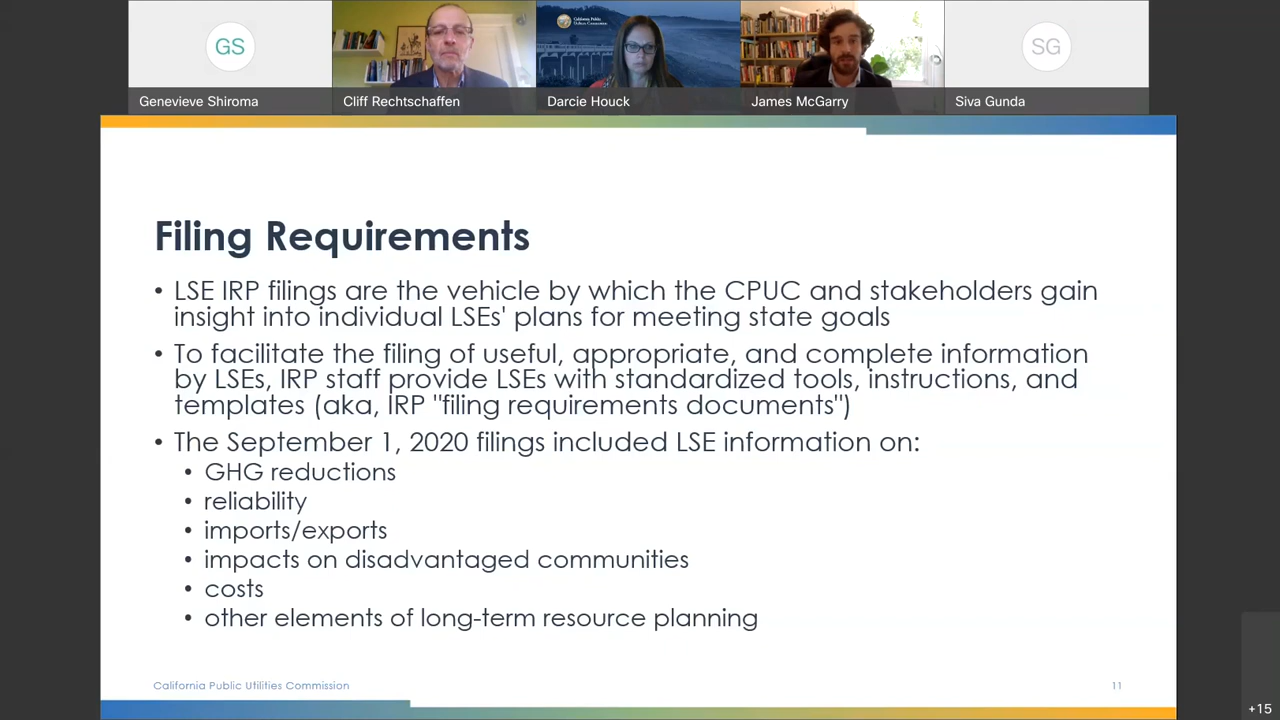 GS
SG
California Public
Utilities Commission
Genevieve Shiroma
Cliff Rechtschaffen
Darcie Houck
James McGarry
Siva Gunda
Filing Requirements
• LSE IRP filings are the vehicle by which the CPUC and stakeholders gain
insight into individual LSEs' plans for meeting state goals
• To facilitate the filing of useful, appropriate, and complete information
by LSEs, IRP staff provide LSEs with standardized tools, instructions, and
templates (aka, IRP "filing requirements documents")
• The September 1, 2020 filings included LSE information on:
• GHG reductions
• reliability
• imports/exports
• impacts on disadvantaged communities
• costs
• other elements of long-term resource planning
California Public Utilities Commission
11
+15